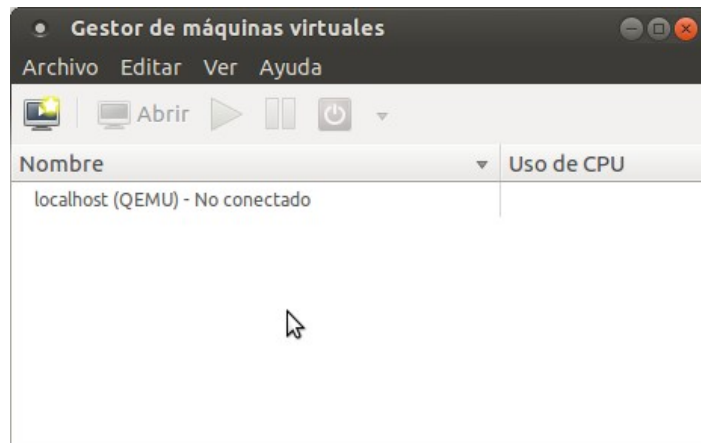 Gestor de máquinas virtuales
Archivo Editar Ver Ayuda
Abrir
Nombre Uso de CPU
localhost (QEMU) - No conectado